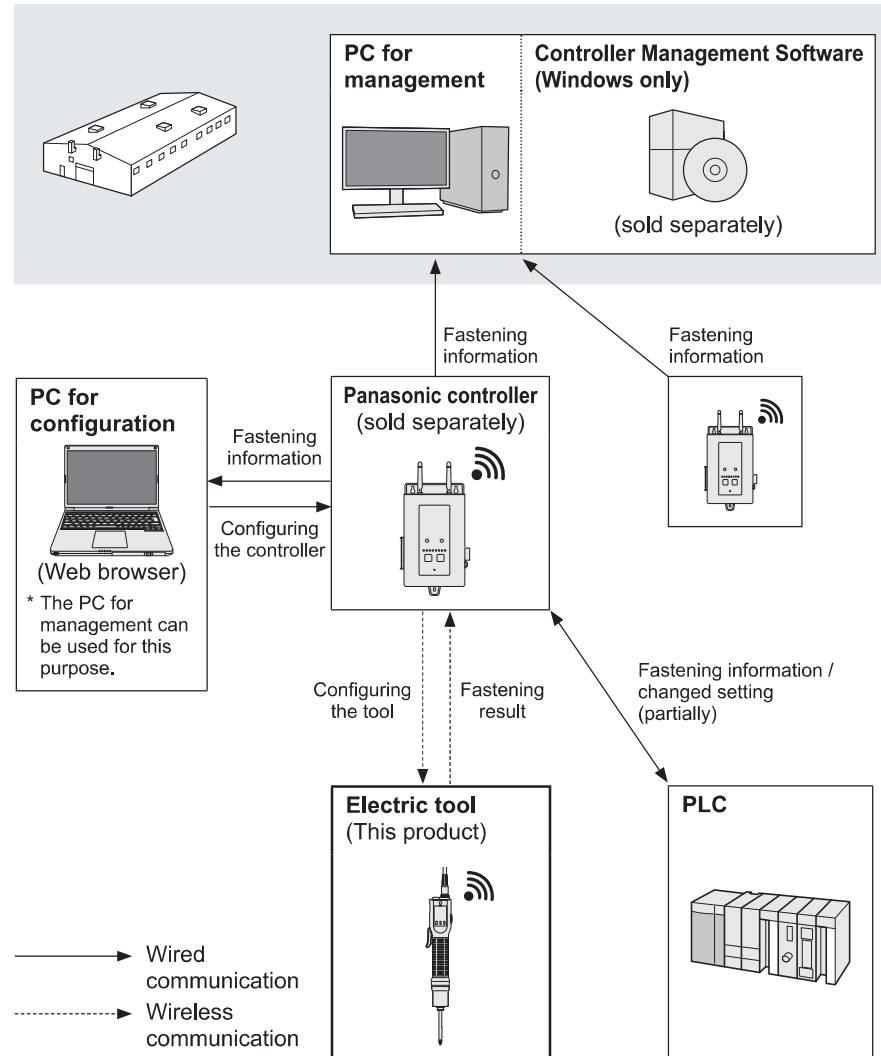 PC for
management
Controller Management Software
(Windows only)
(sold separately)
Fastening
information
Fastening
information
PC for
configuration
(Web browser)
* The PC for
management can
be used for this
purpose.
Fastening
information
Configuring
the controller
Panasonic controller
(sold separately)
Configuring
the tool
Fastening
result
Fastening information /
changed setting
(partially)
Electric tool
(This product)
PLC
Wired
communication
Wireless
communication